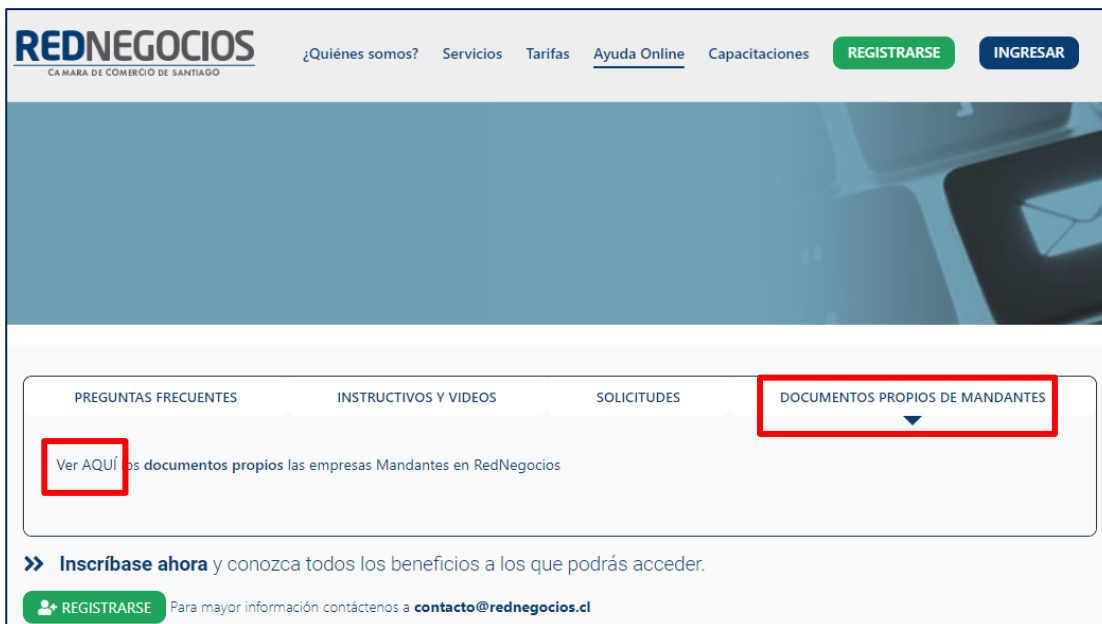 REDNEGOCIOS
CAMARA DE COMERCIO DE SANTIAGO
¿Quiénes somos? Servicios Tarifas Ayuda Online Capacitaciones REGISTRARSE INGRESAR
PREGUNTAS FRECUENTES INSTRUCTIVOS Y VIDEOS SOLICITUDES DOCUMENTOS PROPIOS DE MANDANTES
Ver AQUÍ los documentos propios las empresas Mandantes en RedNegocios
Inscríbase ahora y conozca todos los beneficios a los que podrás acceder.
REGISTRARSE Para mayor información contáctenos a contacto@rednegocios.cl